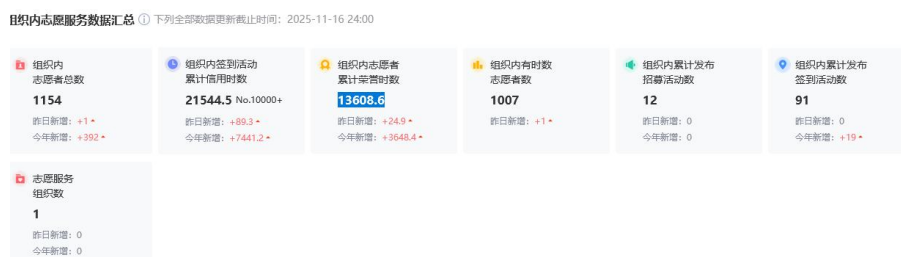 组织内志愿服务数据汇总 下列全部数据更新截止时间：2025-11-16 24:00
组织内
志愿者总数
1154
昨日新增：+1
今年新增：+392
组织内签到活动
累计信用时数
21544.5 No.10000+
昨日新增：+89.3
今年新增：+7441.2
组织内志愿者
累计荣誉时数
13608.6
昨日新增：+24.9
今年新增：+3648.4
组织内有时数
志愿者数
1007
昨日新增：+1
组织内累计发布
招募活动数
12
昨日新增：0
今年新增：0
组织内累计发布
签到活动数
91
昨日新增：0
今年新增：+19
志愿服务
组织数
1
昨日新增：0
今年新增：0